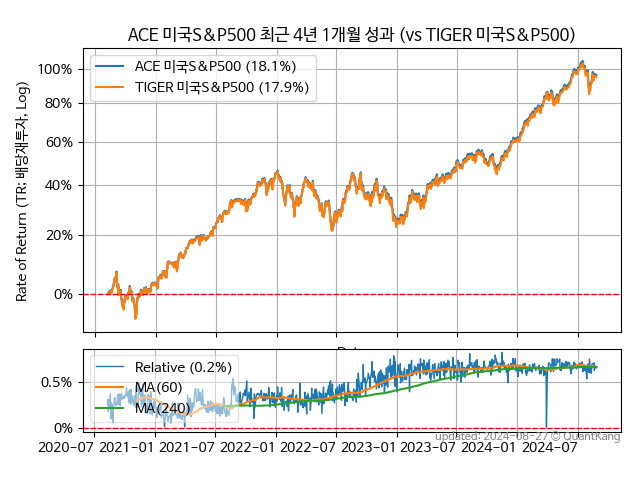 ACE 미국S&P500 최근 4년 1개월 성과 (vs TIGER 미국S&P500)
ACE 미국S&P500 (18.1%)
TIGER 미국S&P500 (17.9%)
Rate of Return (TR: 배당재투자, Log)
100%
80%
60%
40%
20%
0%
Relative (0.2%)
MA(60)
MA(240)
0.5%
0%
updated: 2024-08-27 © QuantKang
2020-07 2021-01 2021-07 2022-01 2022-07 2023-01 2023-07 2024-01 2024-07